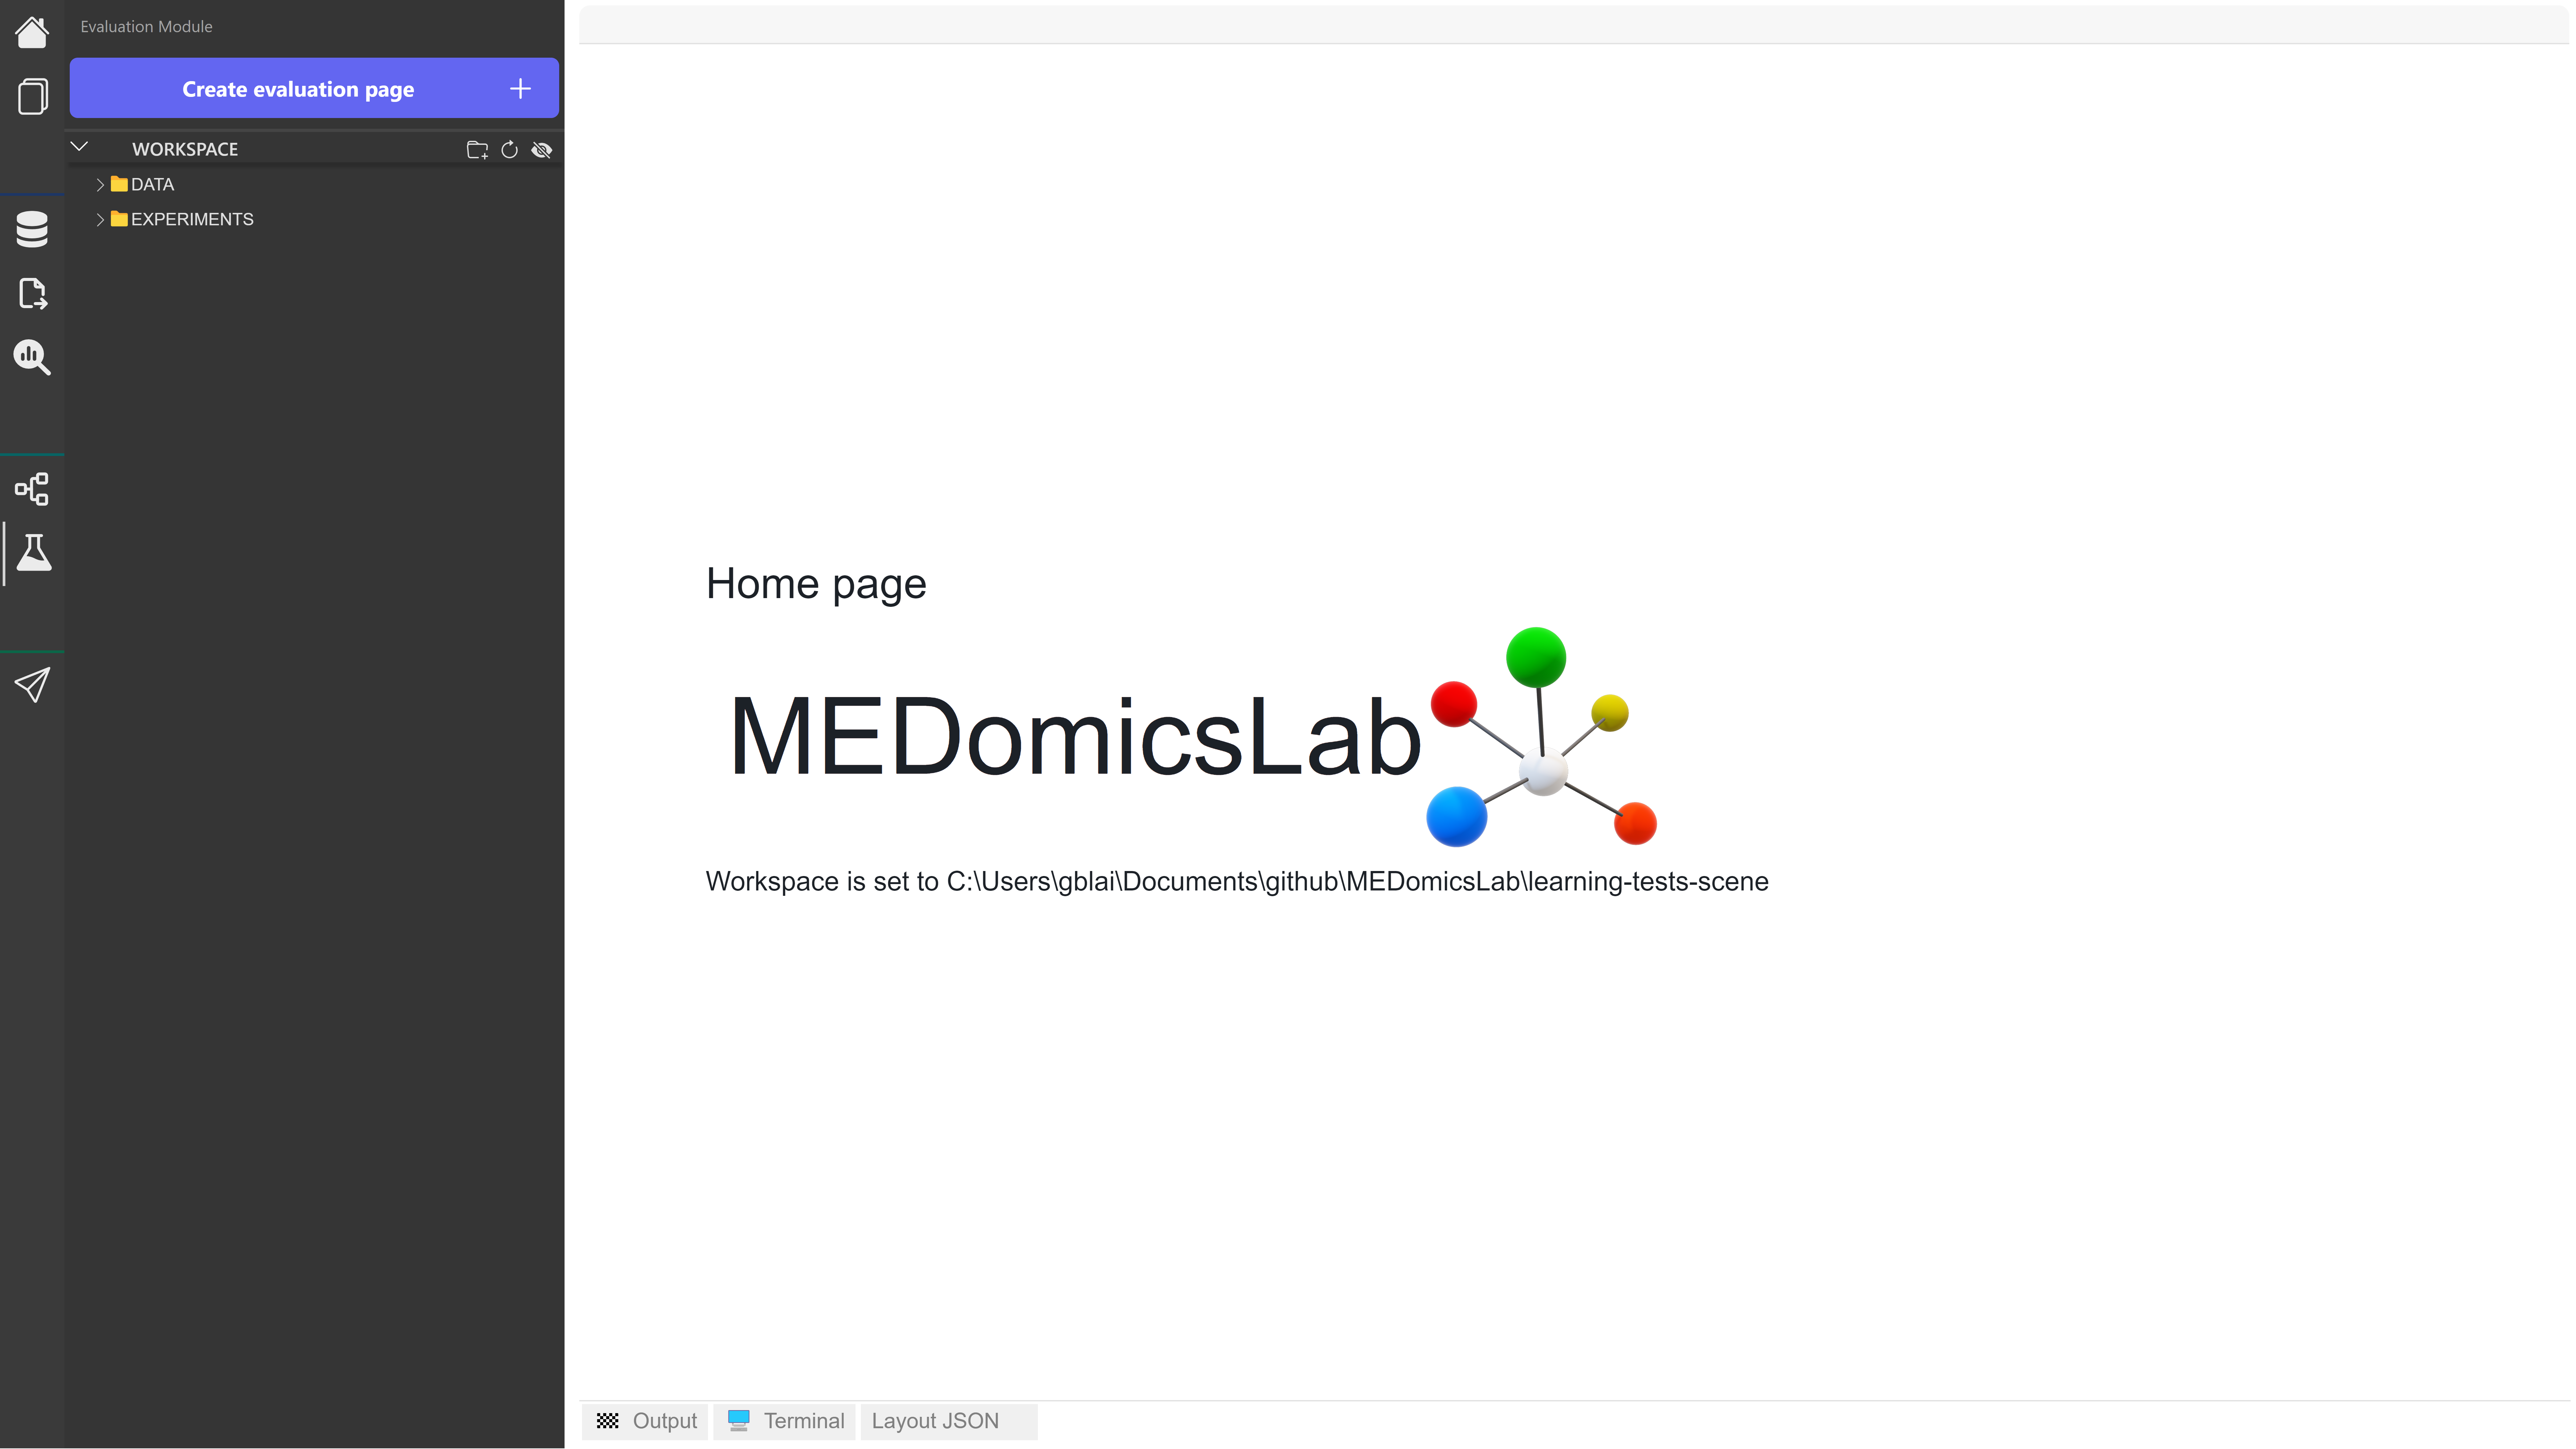 Evaluation Module
Create evaluation page
WORKSPACE
DATA
EXPERIMENTS
Home page
MEDomicsLab
Workspace is set to C:\Users\gblai\Documents\github\MEDomicsLab\learning-tests-scene
Output
Terminal
Layout JSON